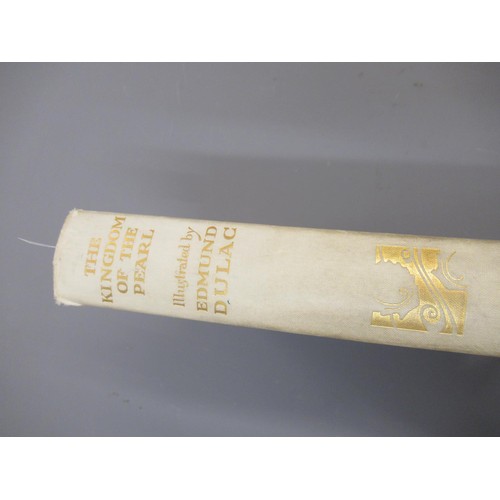 THE
KINGDOM
OF THE
PEARL
Illustrated by
EDMUND
DULAC